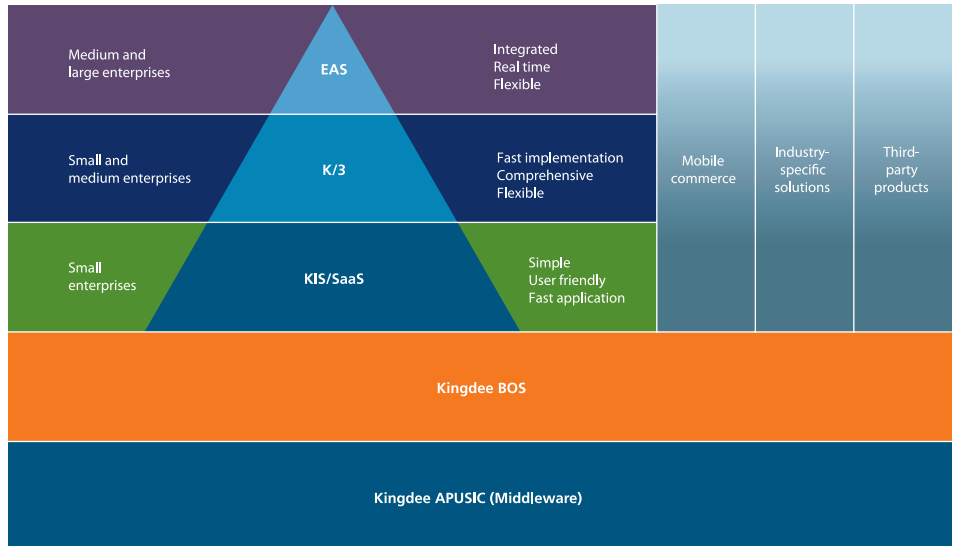 Medium and
large enterprises
EAS
Integrated
Real time
Flexible
Small and
medium enterprises
K/3
Fast implementation
Comprehensive
Flexible
Small
enterprises
KIS/SaaS
Simple
User friendly
Fast application
Mobile
commerce
Industry-
specific
solutions
Third-
party
products
Kingdee BOS
Kingdee APUSIC (Middleware)